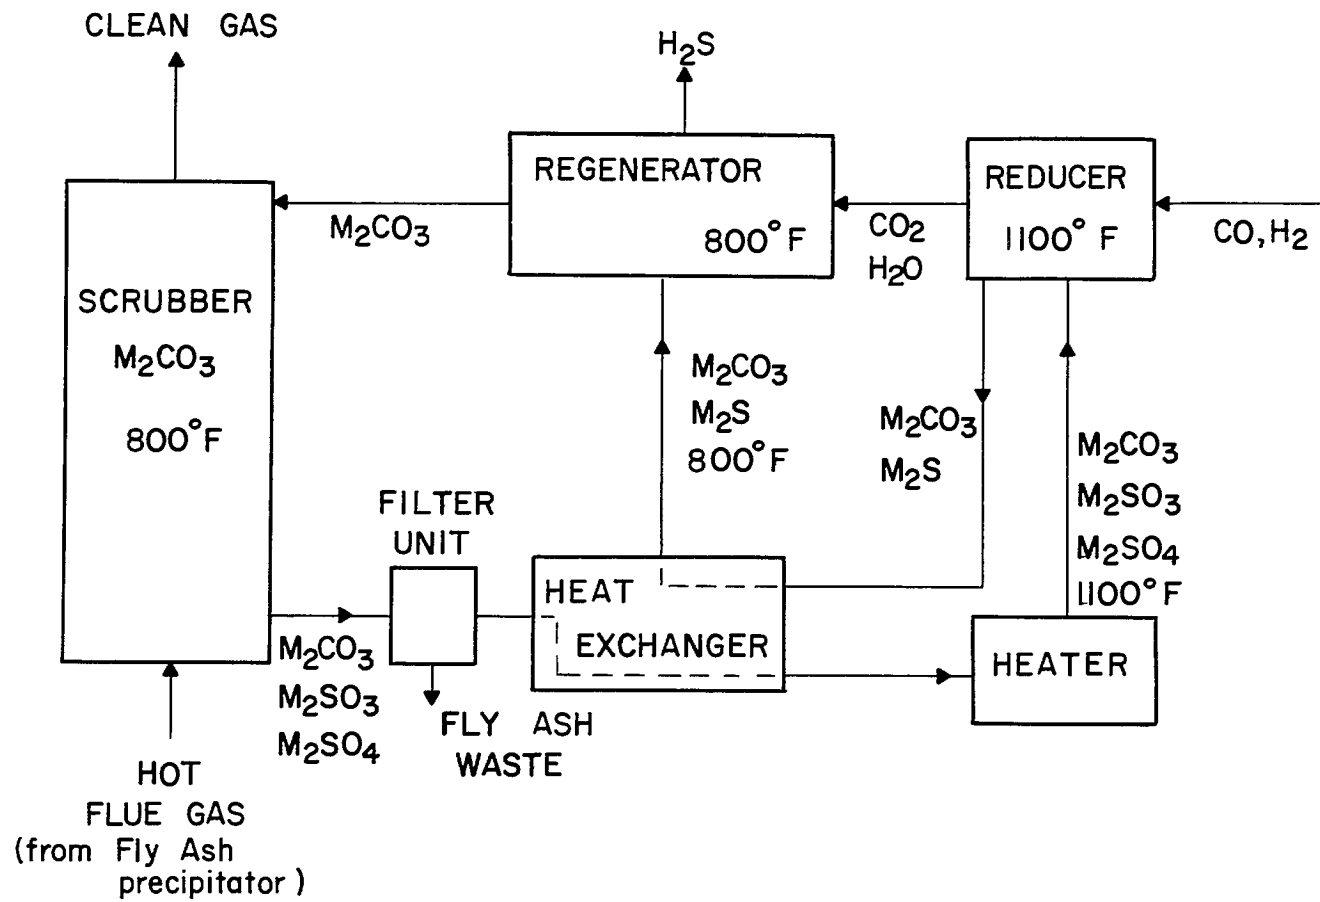 CLEAN GAS
H₂S
REGENERATOR
800°F
REDUCER
1100° F
M₂CO₃
CO₂
H₂O
CO, H₂
SCRUBBER
M₂CO₃
800°F
M₂CO₃
M₂S
800°F
M₂CO₃
M₂S
M₂CO₃
M₂SO₃
M₂SO₄
1100°F
FILTER
UNIT
HEAT
EXCHANGER
HEATER
M₂CO₃
M₂SO₃
M₂SO₄
FLY ASH
WASTE
HOT
FLUE GAS
(from Fly Ash
precipitator)